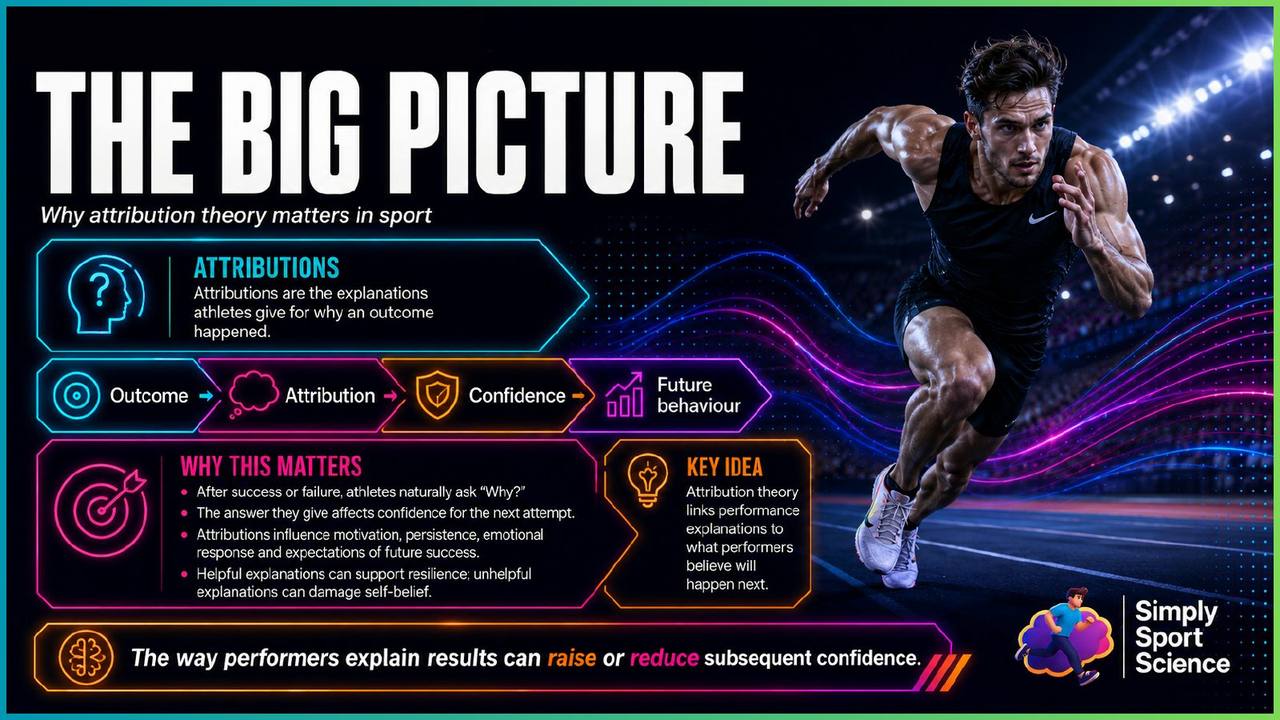 THE BIG PICTURE
Why attribution theory matters in sport
ATTRIBUTIONS
Attributions are the explanations
athletes give for why an outcome
happened.
Outcome
Attribution
Confidence
Future
behaviour
WHY THIS MATTERS
• After success or failure, athletes naturally ask “Why?”
• The answer they give affects confidence for the next attempt.
• Attributions influence motivation, persistence, emotional
response and expectations of future success.
• Helpful explanations can support resilience; unhelpful
explanations can damage self-belief.
KEY IDEA
Attribution theory
links performance
explanations to
what performers
believe will
happen next.
The way performers explain results can raise or reduce subsequent confidence.
Simply
Sport
Science